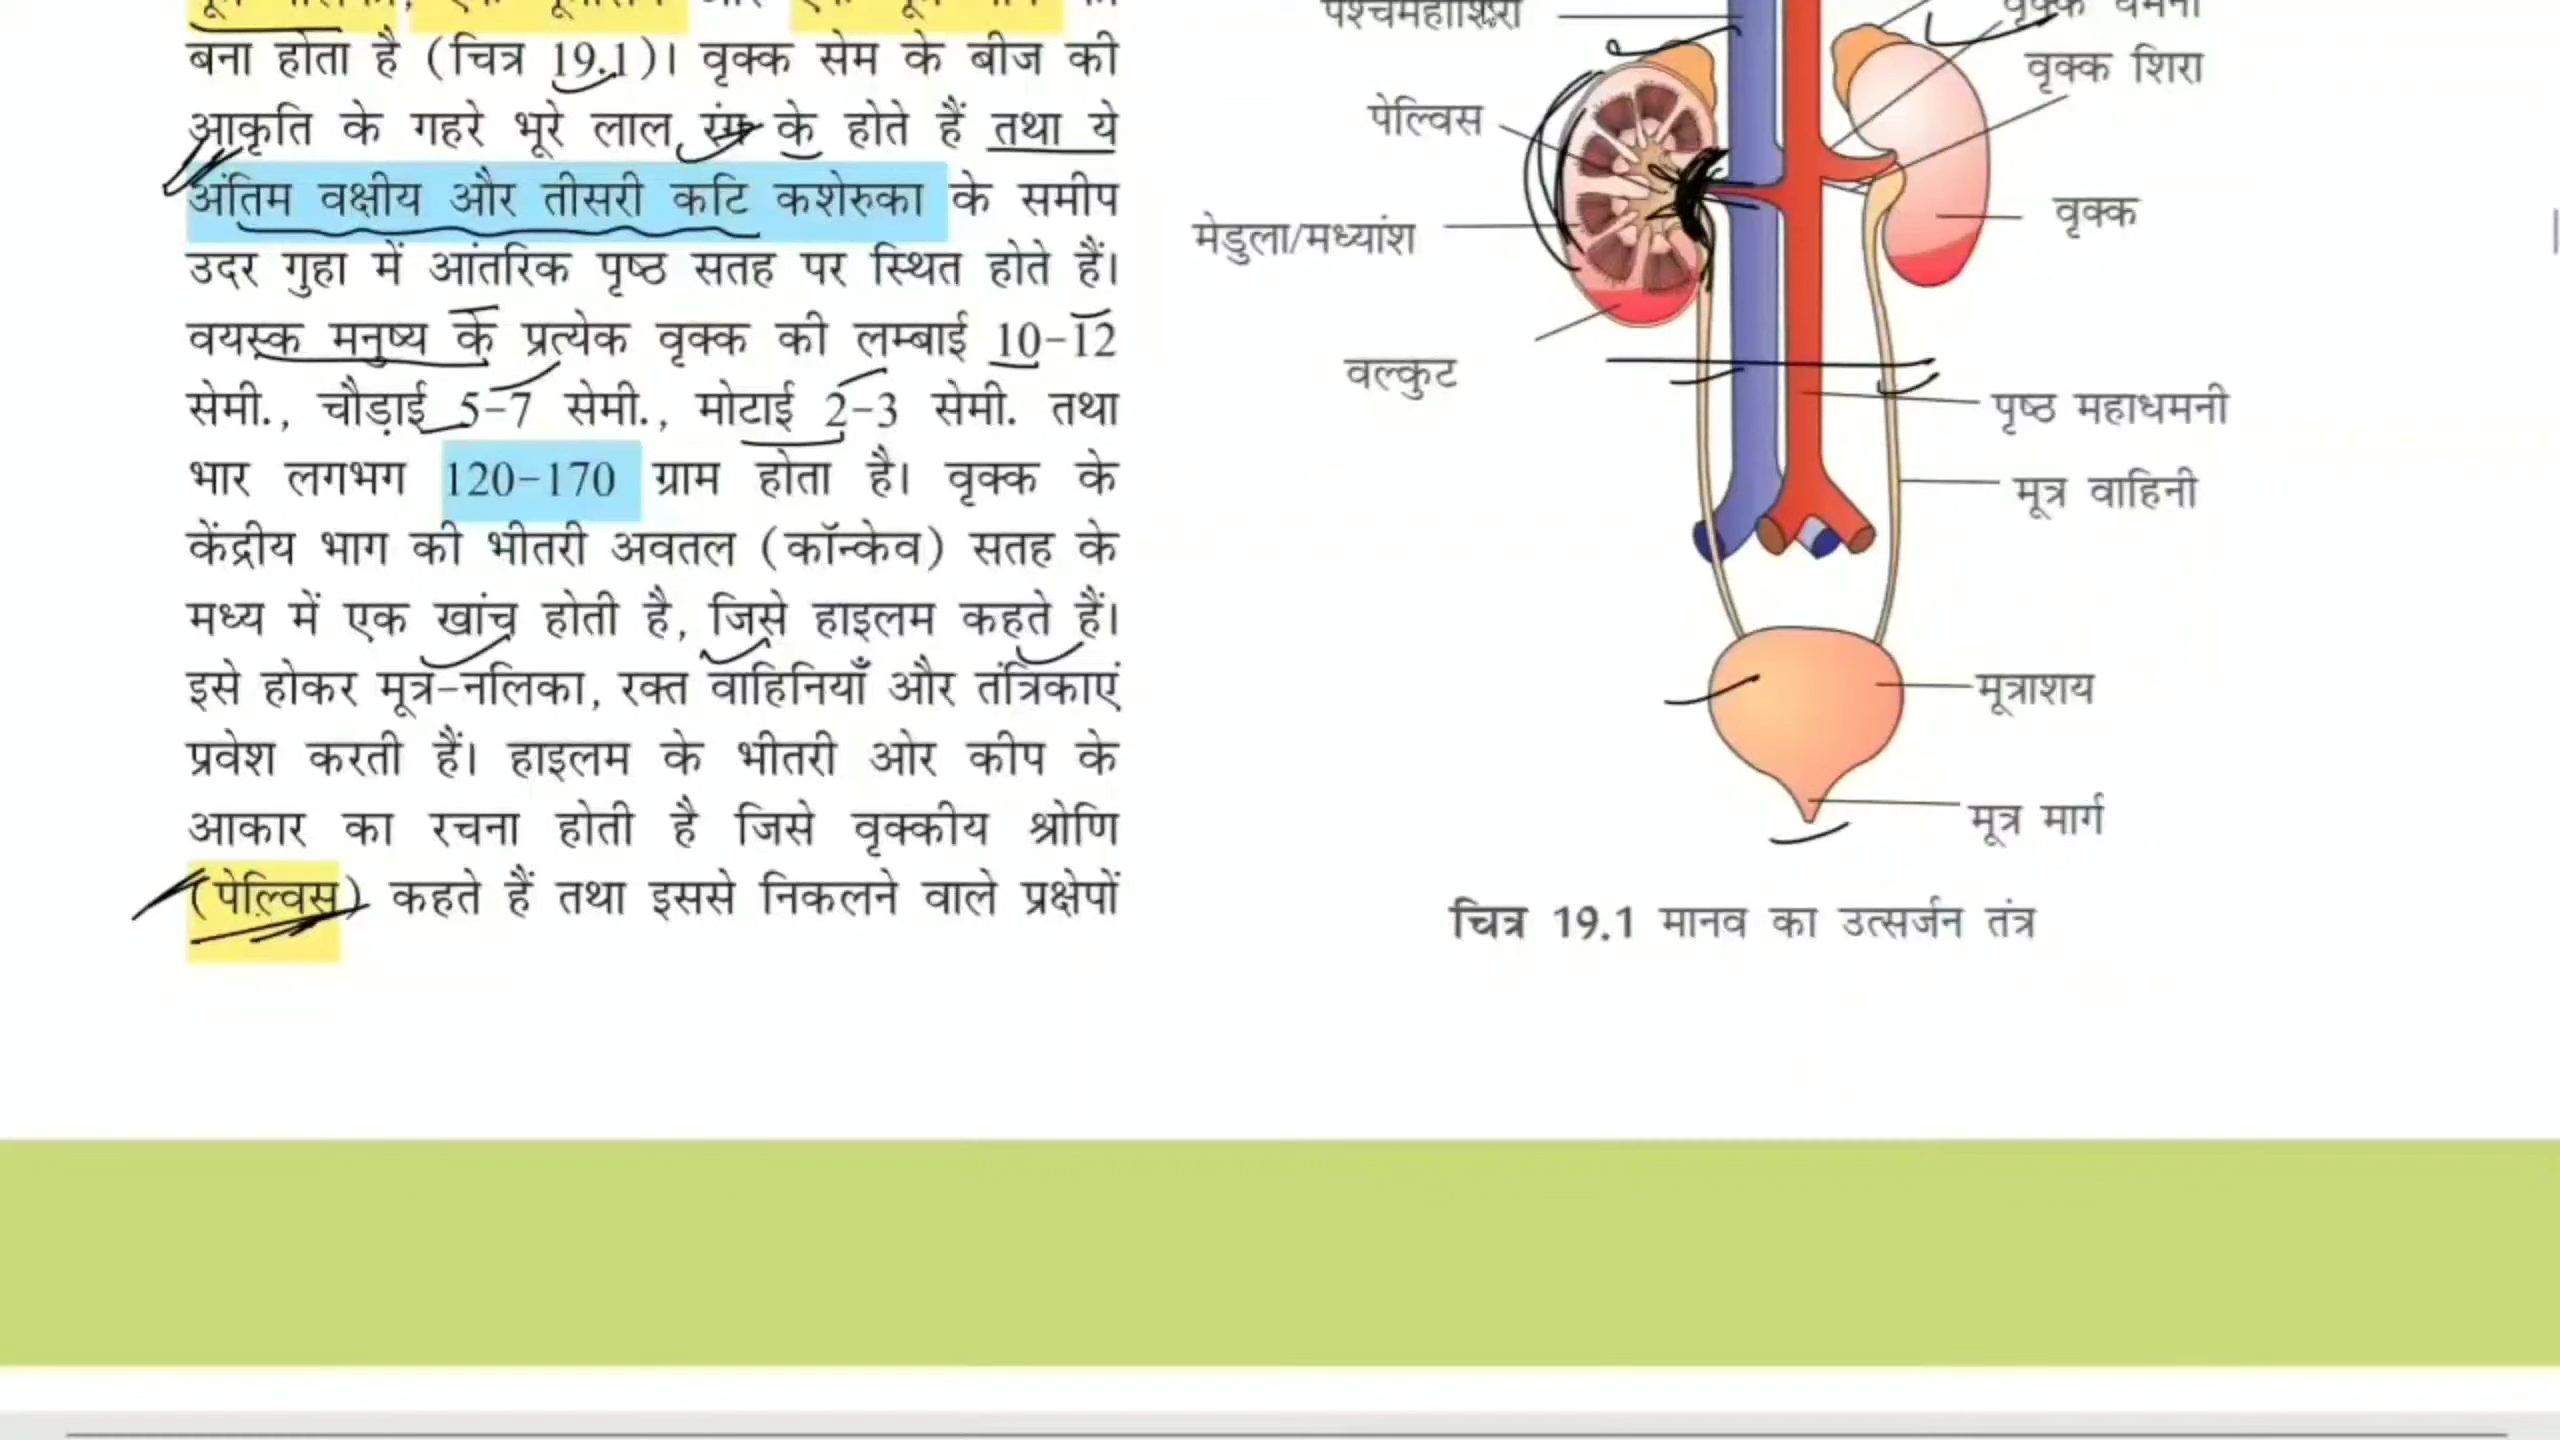 बना होता है (चित्र 19.1)। वृक्क सेम के बीज की
आकृति के गहरे भूरे लाल रंग के होते हैं तथा ये
अंतिम वक्षीय और तीसरी कटि कशेरुका के समीप
उदर गुहा में आंतरिक पृष्ठ सतह पर स्थित होते हैं।
वयस्क मनुष्य के प्रत्येक वृक्क की लम्बाई 10-12
सेमी., चौड़ाई 5-7 सेमी., मोटाई 2-3 सेमी. तथा
भार लगभग 120-170 ग्राम होता है। वृक्क के
केंद्रीय भाग की भीतरी अवतल (कॉन्केव) सतह के
मध्य में एक खांच होती है, जिसे हाइलम कहते हैं।
इसे होकर मूत्र-नलिका, रक्त वाहिनियाँ और तंत्रिकाएं
प्रवेश करती हैं। हाइलम के भीतरी ओर कीप के
आकार का रचना होती है जिसे वृक्कीय श्रोणि
(पेल्विस) कहते हैं तथा इससे निकलने वाले प्रक्षेपों
पश्चमहाशिरा
वृक्क धमनी
वृक्क शिरा
पेल्विस
वृक्क
मेडुला/मध्यांश
वल्कुट
पृष्ठ महाधमनी
मूत्र वाहिनी
मूत्राशय
मूत्र मार्ग
चित्र 19.1 मानव का उत्सर्जन तंत्र